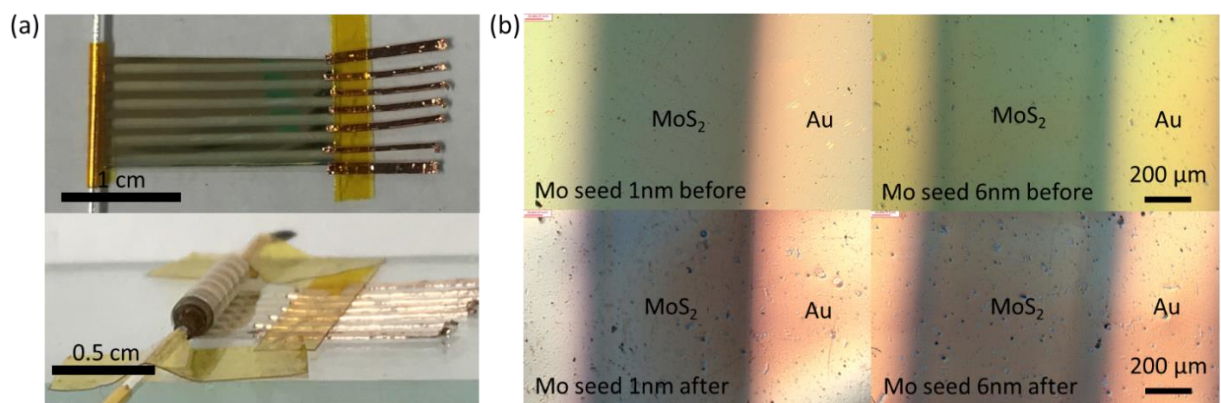 (a)
1 cm
0.5 cm
(b)
MoS₂
Au
Mo seed 1nm before
MoS₂
Au
200 μm
Mo seed 6nm before
MoS₂
Au
Mo seed 1nm after
MoS₂
Au
200 μm
Mo seed 6nm after